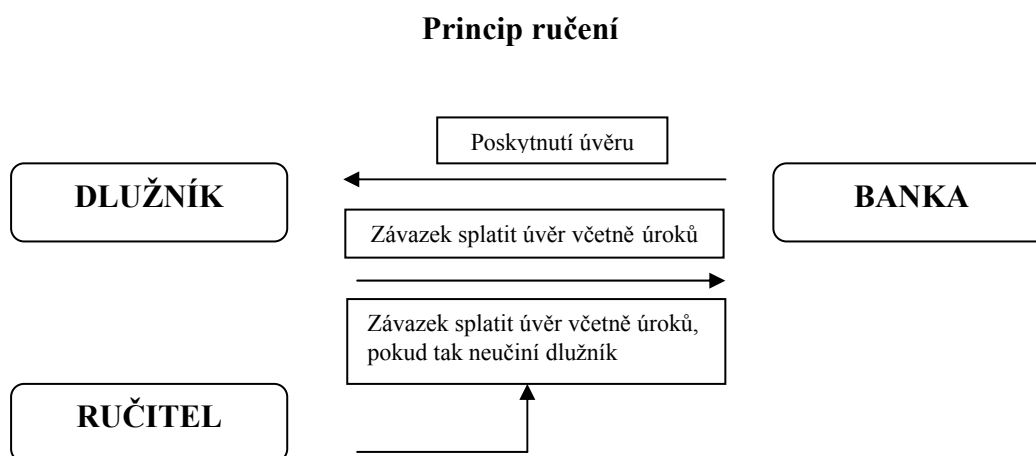 Princip ručení
Poskytnutí úvěru
DLUŽNÍK
BANKA
Závazek splatit úvěr včetně úroků
Závazek splatit úvěr včetně úroků,
pokud tak neučiní dlužník
RUČITEL